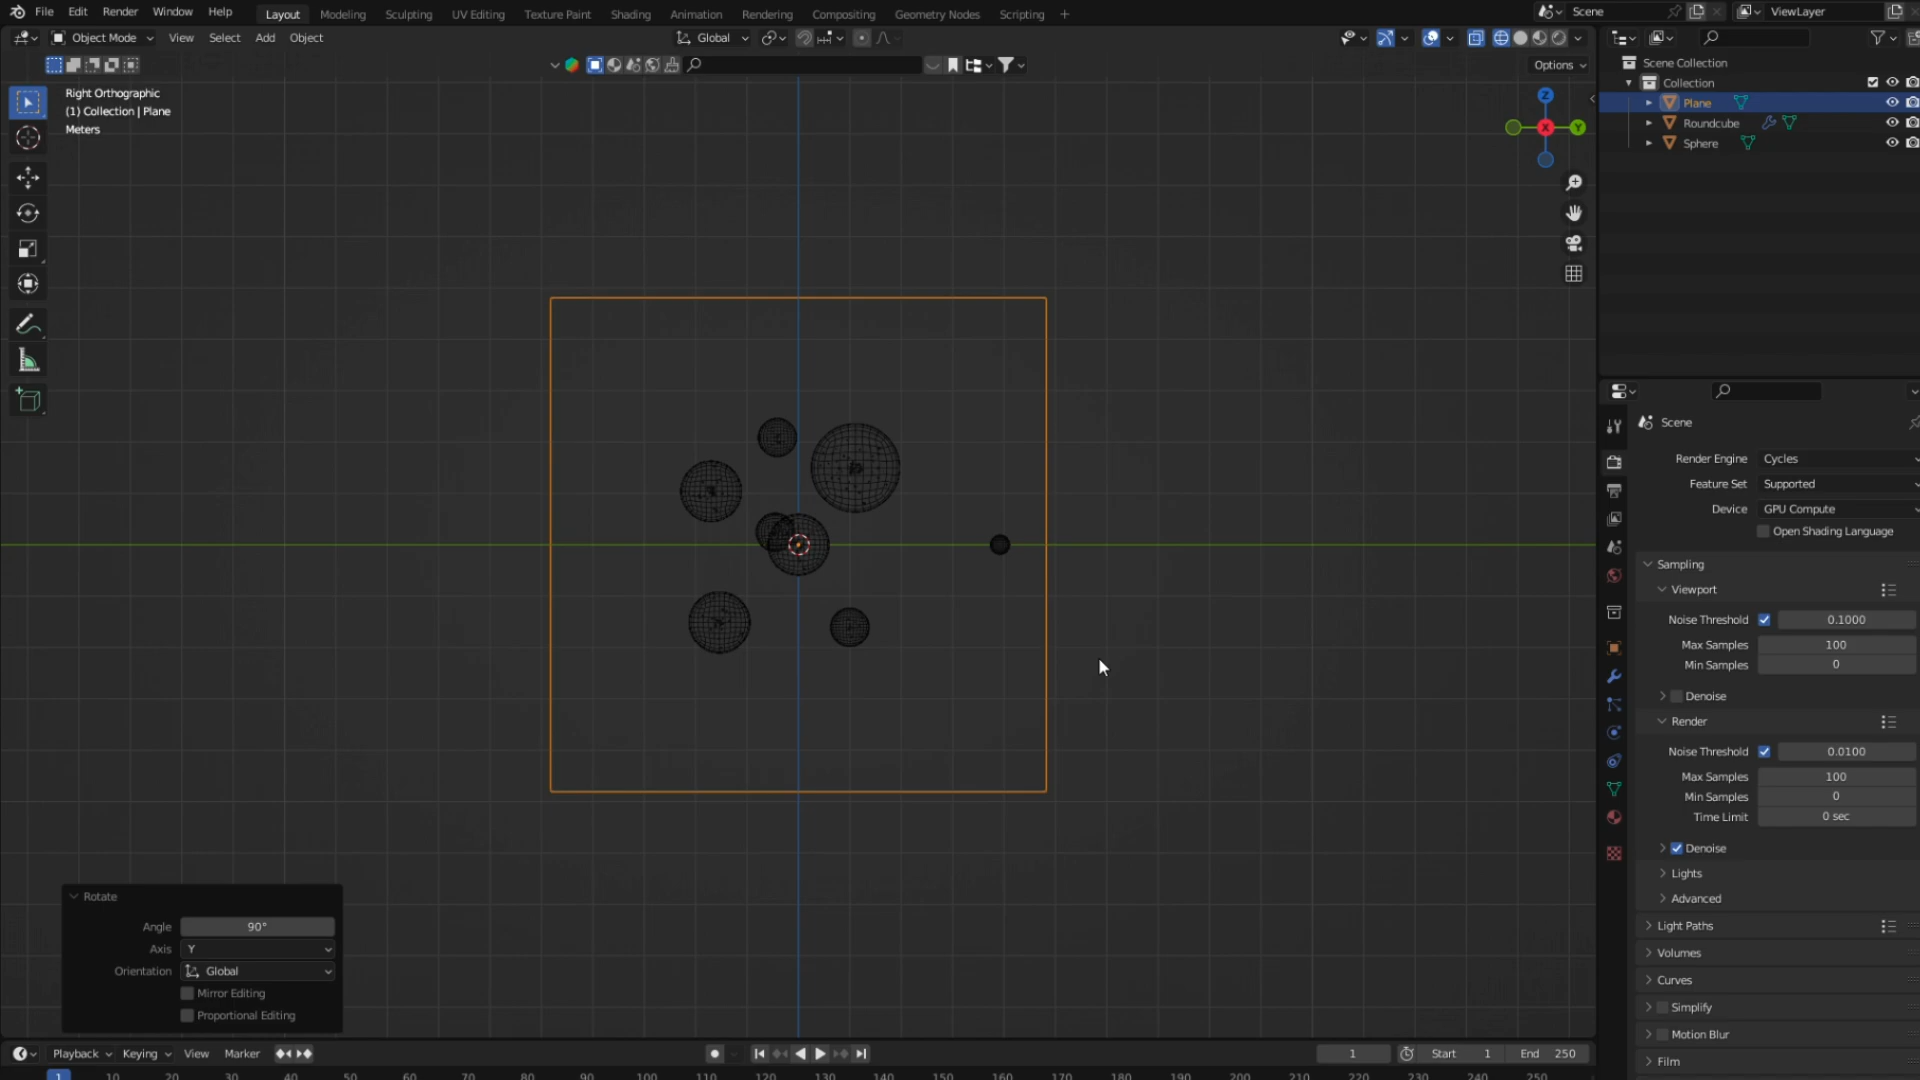 File Edit Render Window Help Layout Modeling Sculpting UV Editing Texture Paint Shading Animation Rendering Compositing Geometry Nodes Scripting + Scene ViewLayer
Object Mode View Select Add Object Global
Options
Right Orthographic
(1) Collection | Plane
Meters
Z
X
Y
Scene Collection
Collection
Plane
Roundcube
Sphere
Scene
Render Engine Cycles
Feature Set Supported
Device GPU Compute
Open Shading Language
Sampling
Viewport
Noise Threshold 0.1000
Max Samples 100
Min Samples 0
Denoise
Render
Noise Threshold 0.0100
Max Samples 100
Min Samples 0
Time Limit 0 sec
Denoise
Lights
Advanced
Light Paths
Volumes
Curves
Simplify
Motion Blur
Film
Rotate
Angle 90°
Axis Y
Orientation Global
Mirror Editing
Proportional Editing
Playback Keying View Marker 1 Start 1 End 250
1 10 20 30 40 50 60 70 80 90 100 110 120 130 140 150 160 170 180 190 200 210 220 230 240 250